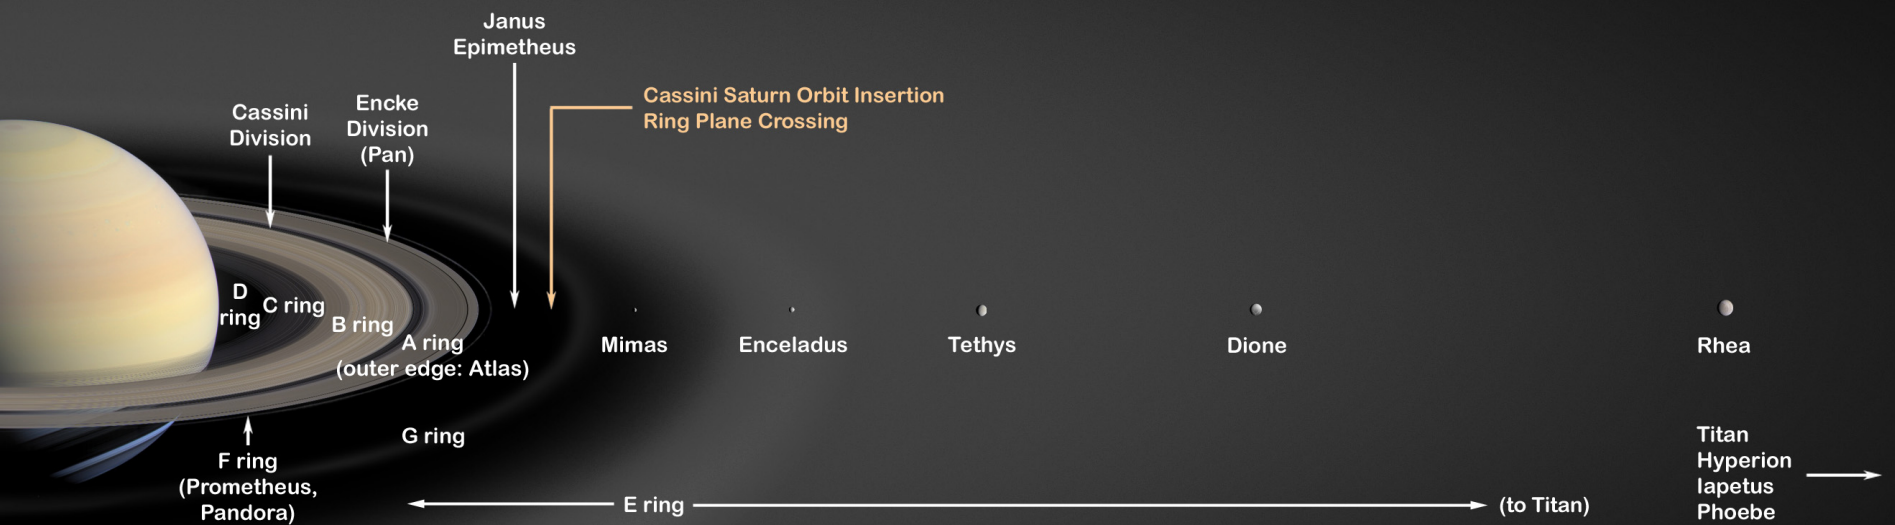 Janus
Epimetheus
Cassini Saturn Orbit Insertion
Ring Plane Crossing
Cassini
Division
Encke
Division
(Pan)
D
ring
C ring
B ring
A ring
(outer edge: Atlas)
Mimas
Enceladus
Tethys
Dione
Rhea
G ring
F ring
(Prometheus,
Pandora)
E ring
(to Titan)
Titan
Hyperion
Iapetus
Phoebe